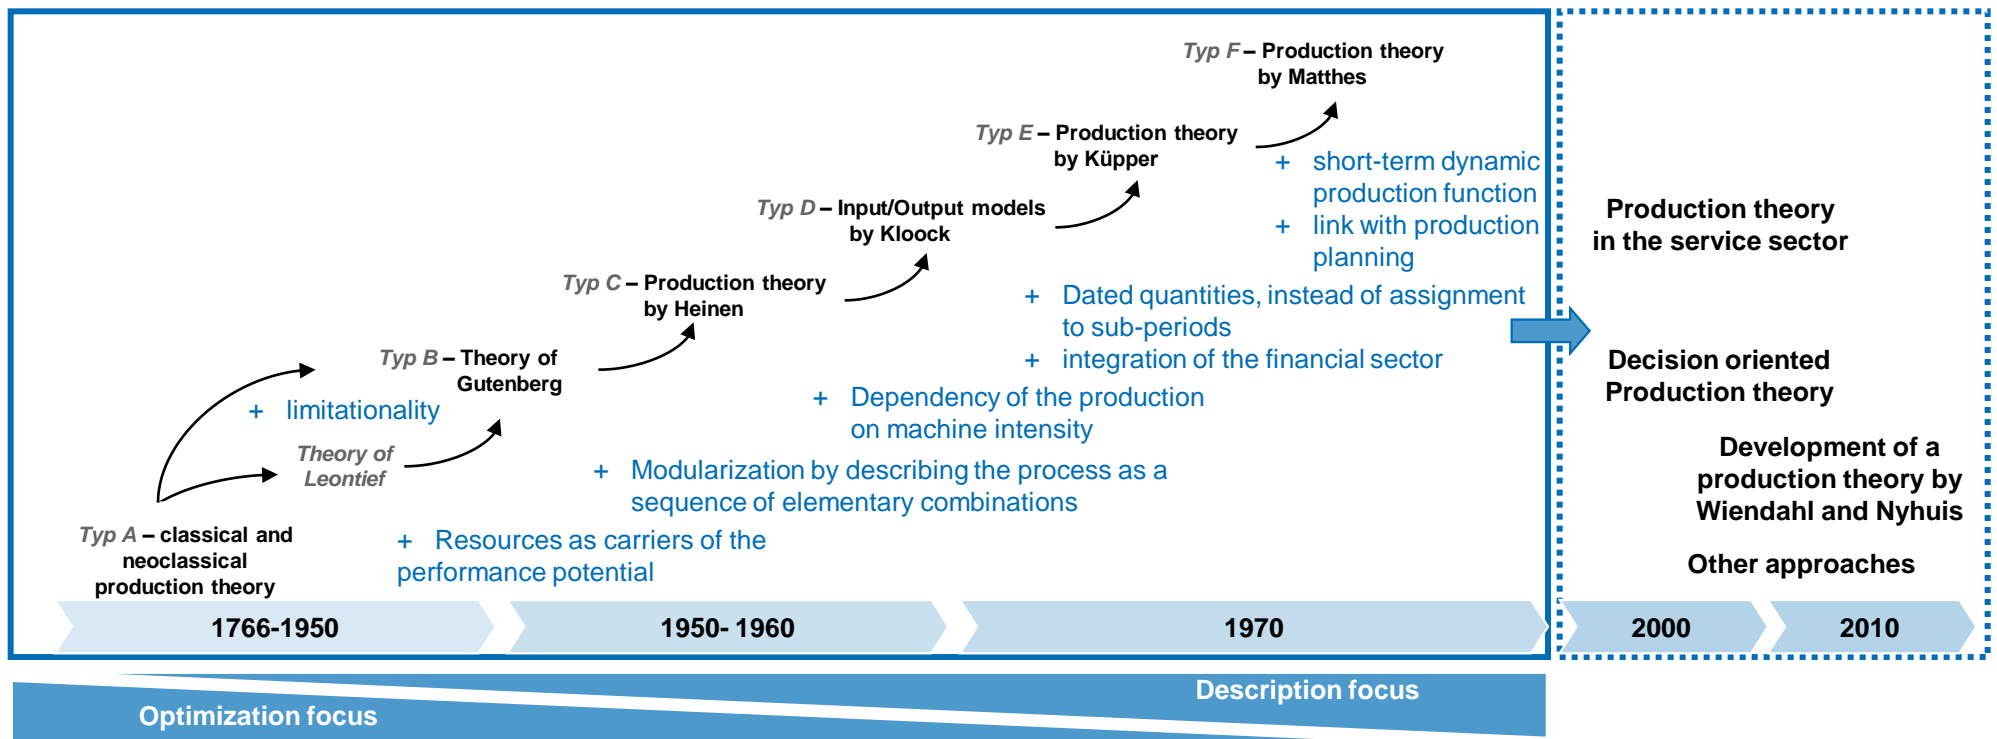 Typ F – Production theory
by Matthes
Typ E – Production theory
by Küpper
+ short-term dynamic
production function
+ link with production
planning
Typ D – Input/Output models
by Kloock
Typ C – Production theory
by Heinen
+ Dated quantities, instead of assignment
to sub-periods
+ integration of the financial sector
Typ B – Theory of
Gutenberg
+ limitationality
+ Dependency of the production
on machine intensity
Theory of
Leontief
+ Modularization by describing the process as a
sequence of elementary combinations
Typ A – classical and
neoclassical
production theory
+ Resources as carriers of the
performance potential
Production theory
in the service sector
Decision oriented
Production theory
Development of a
production theory by
Wiendahl and Nyhuis
Other approaches
1766-1950
1950- 1960
1970
2000
2010
Description focus
Optimization focus